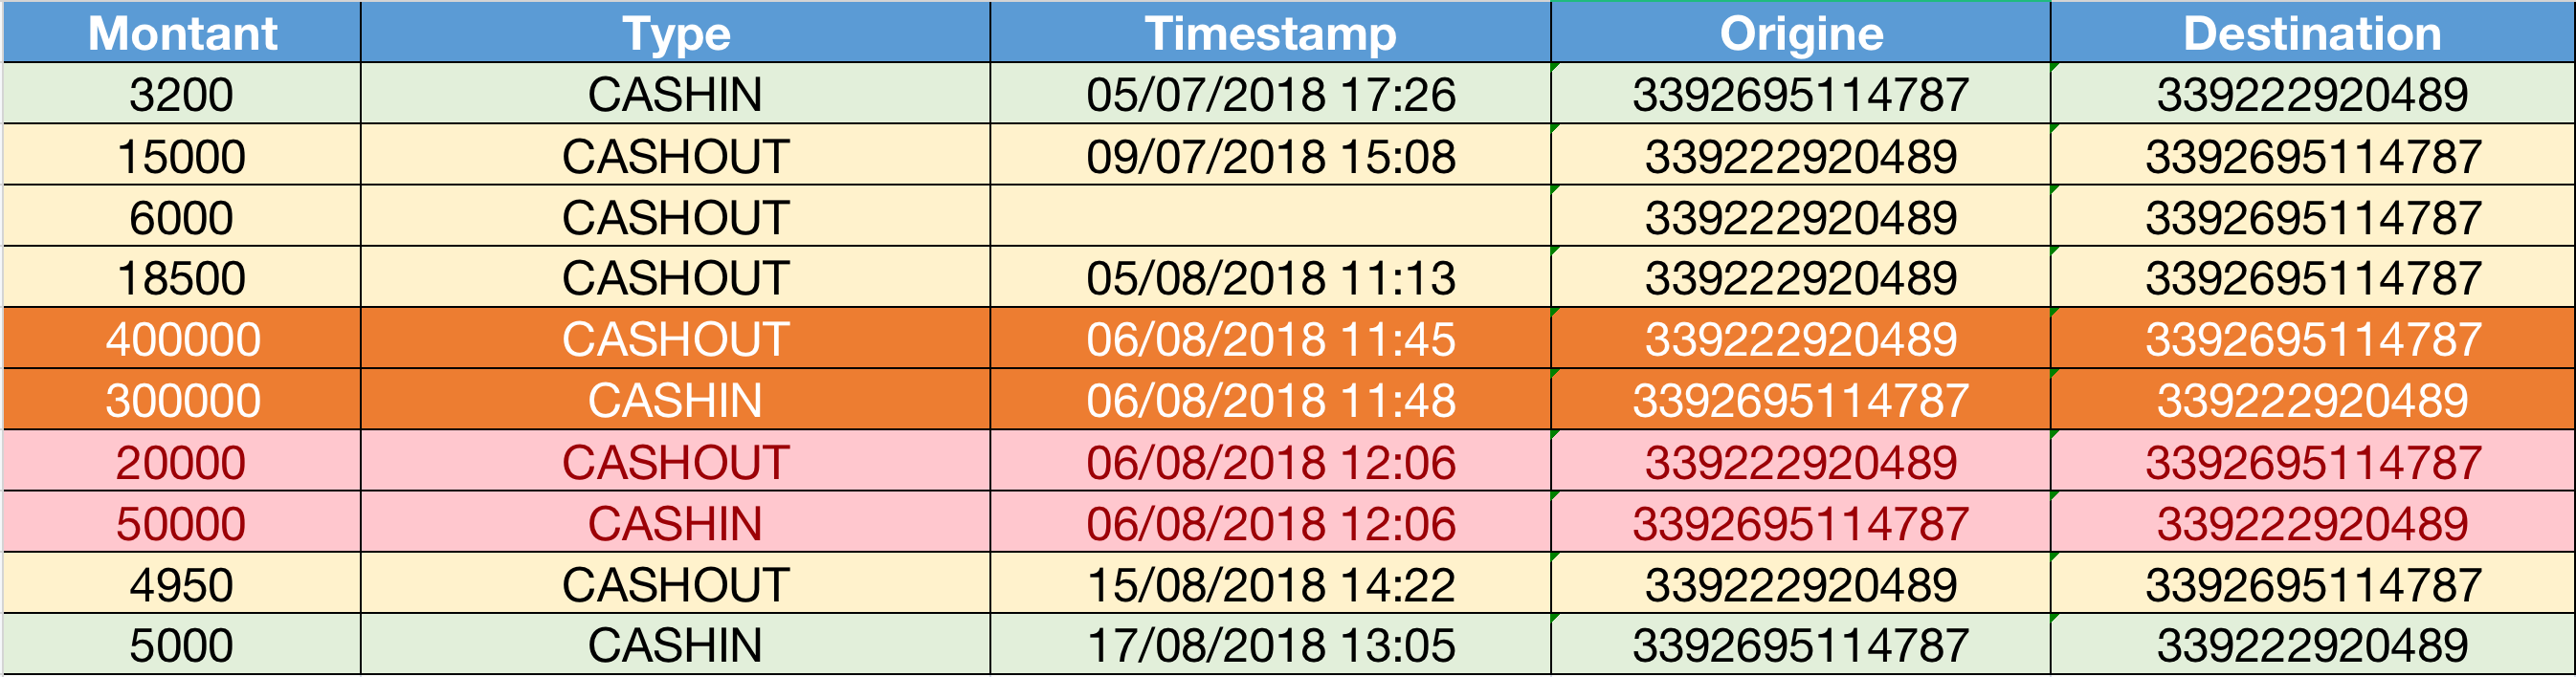 Montant Type Timestamp Origine Destination
3200 CASHIN 05/07/2018 17:26 3392695114787 339222920489
15000 CASHOUT 09/07/2018 15:08 339222920489 3392695114787
6000 CASHOUT 339222920489 3392695114787
18500 CASHOUT 05/08/2018 11:13 339222920489 3392695114787
400000 CASHOUT 06/08/2018 11:45 339222920489 3392695114787
300000 CASHIN 06/08/2018 11:48 3392695114787 339222920489
20000 CASHOUT 06/08/2018 12:06 339222920489 3392695114787
50000 CASHIN 06/08/2018 12:06 3392695114787 339222920489
4950 CASHOUT 15/08/2018 14:22 339222920489 3392695114787
5000 CASHIN 17/08/2018 13:05 3392695114787 339222920489